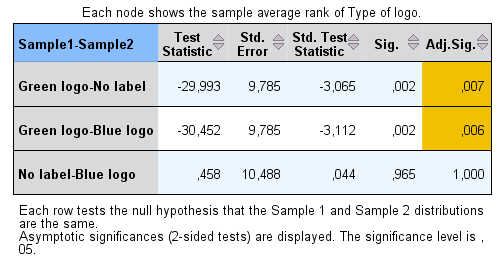 Each node shows the sample average rank of Type of logo.
Sample1-Sample2 Test Statistic Std. Error Std. Test Statistic Sig. Adj.Sig.
Green logo-No label -29,993 9,785 -3,065 ,002 ,007
Green logo-Blue logo -30,452 9,785 -3,112 ,002 ,006
No label-Blue logo ,458 10,488 ,044 ,965 1,000
Each row tests the null hypothesis that the Sample 1 and Sample 2 distributions
are the same.
Asymptotic significances (2-sided tests) are displayed. The significance level is ,
05.